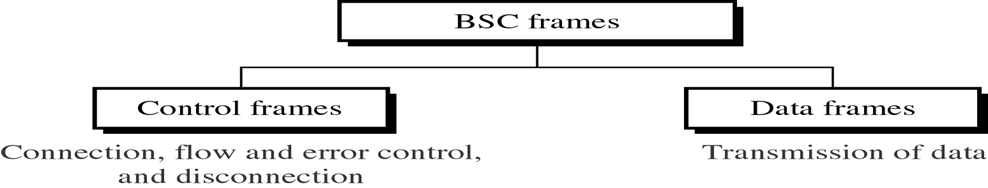 BSC frames
Control frames
Data frames
Connection, flow and error control,
and disconnection
Transmission of data